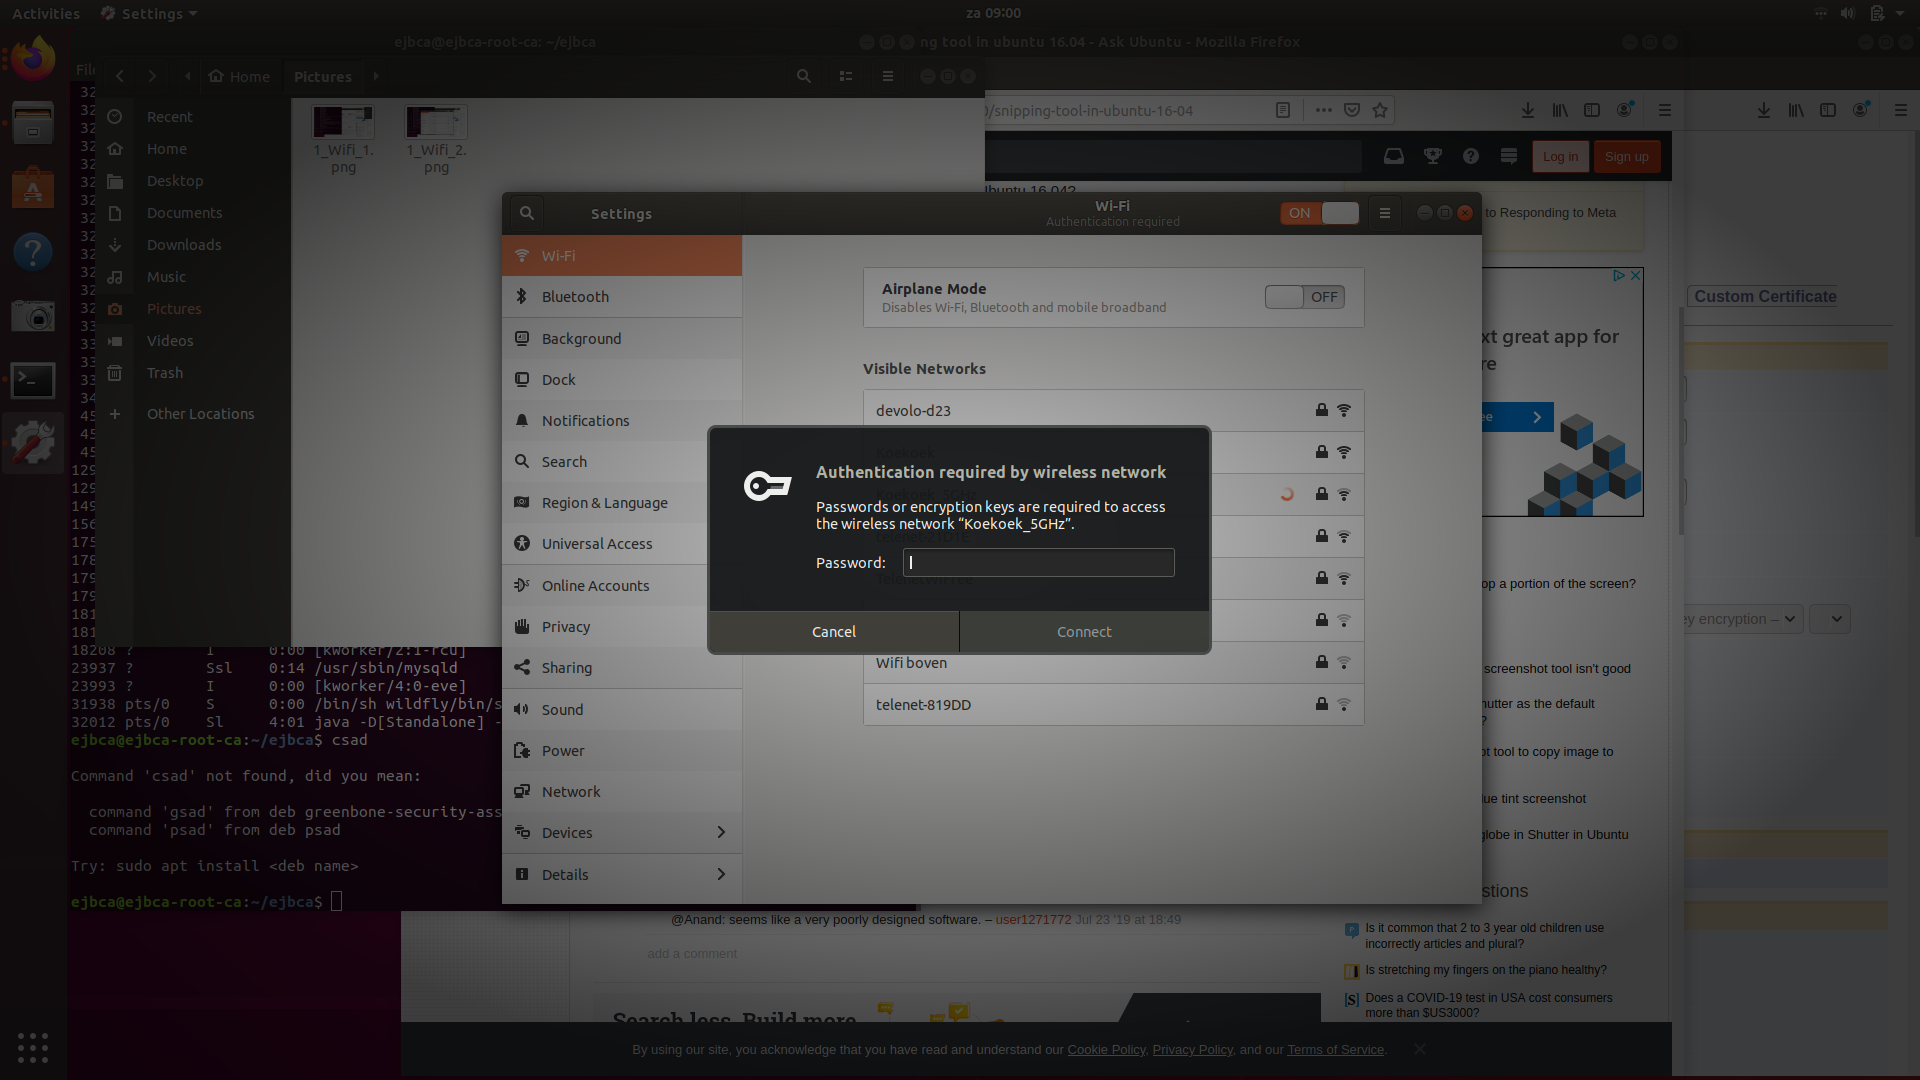 Activities
Settings
za 09:00
ejbca@ejbca-root-ca: ~/ejbca
ng tool in ubuntu 16.04 - Ask Ubuntu - Mozilla Firefox
File
Home
Pictures
/snipping-tool-in-ubuntu-16-04
Recent
Home
Desktop
Documents
Downloads
Music
Pictures
Videos
Trash
Other Locations
1_Wifi_1.
png
1_Wifi_2.
png
Log in
Sign up
Ubuntu 16.04?
to Responding to Meta
Custom Certificate
xt great app for
re
ee
op a portion of the screen?
ey encryption –
screenshot tool isn't good
hutter as the default
?
ot tool to copy image to
lue tint screenshot
globe in Shutter in Ubuntu
stions
Is it common that 2 to 3 year old children use
incorrectly articles and plural?
Is stretching my fingers on the piano healthy?
Does a COVID-19 test in USA cost consumers
more than $US3000?
Settings
Wi-Fi
Authentication required
ON
Wi-Fi
Bluetooth
Background
Dock
Notifications
Search
Region & Language
Universal Access
Online Accounts
Privacy
Sharing
Sound
Power
Network
Devices
Details
Airplane Mode
Disables Wi-Fi, Bluetooth and mobile broadband
OFF
Visible Networks
devolo-d23
Koekoek
Koekoek_5GHz
telenet-21D1E
TelenetWiFree
Wifi boven
telenet-819DD
Authentication required by wireless network
Passwords or encryption keys are required to access
the wireless network “Koekoek_5GHz”.
Password:
Cancel
Connect
18208 ? I 0:00 [kworker/2:1-rcu]
23937 ? Ssl 0:14 /usr/sbin/mysqld
23993 ? I 0:00 [kworker/4:0-eve]
31938 pts/0 S 0:00 /bin/sh wildfly/bin/s
32012 pts/0 Sl 4:01 java -D[Standalone] -
ejbca@ejbca-root-ca:~/ejbca$ csad
Command 'csad' not found, did you mean:
command 'gsad' from deb greenbone-security-ass
command 'psad' from deb psad
Try: sudo apt install <deb name>
ejbca@ejbca-root-ca:~/ejbca$
@Anand: seems like a very poorly designed software. – user1271772 Jul 23 '19 at 18:49
add a comment
Search less. Build more.
By using our site, you acknowledge that you have read and understand our Cookie Policy, Privacy Policy, and our Terms of Service.